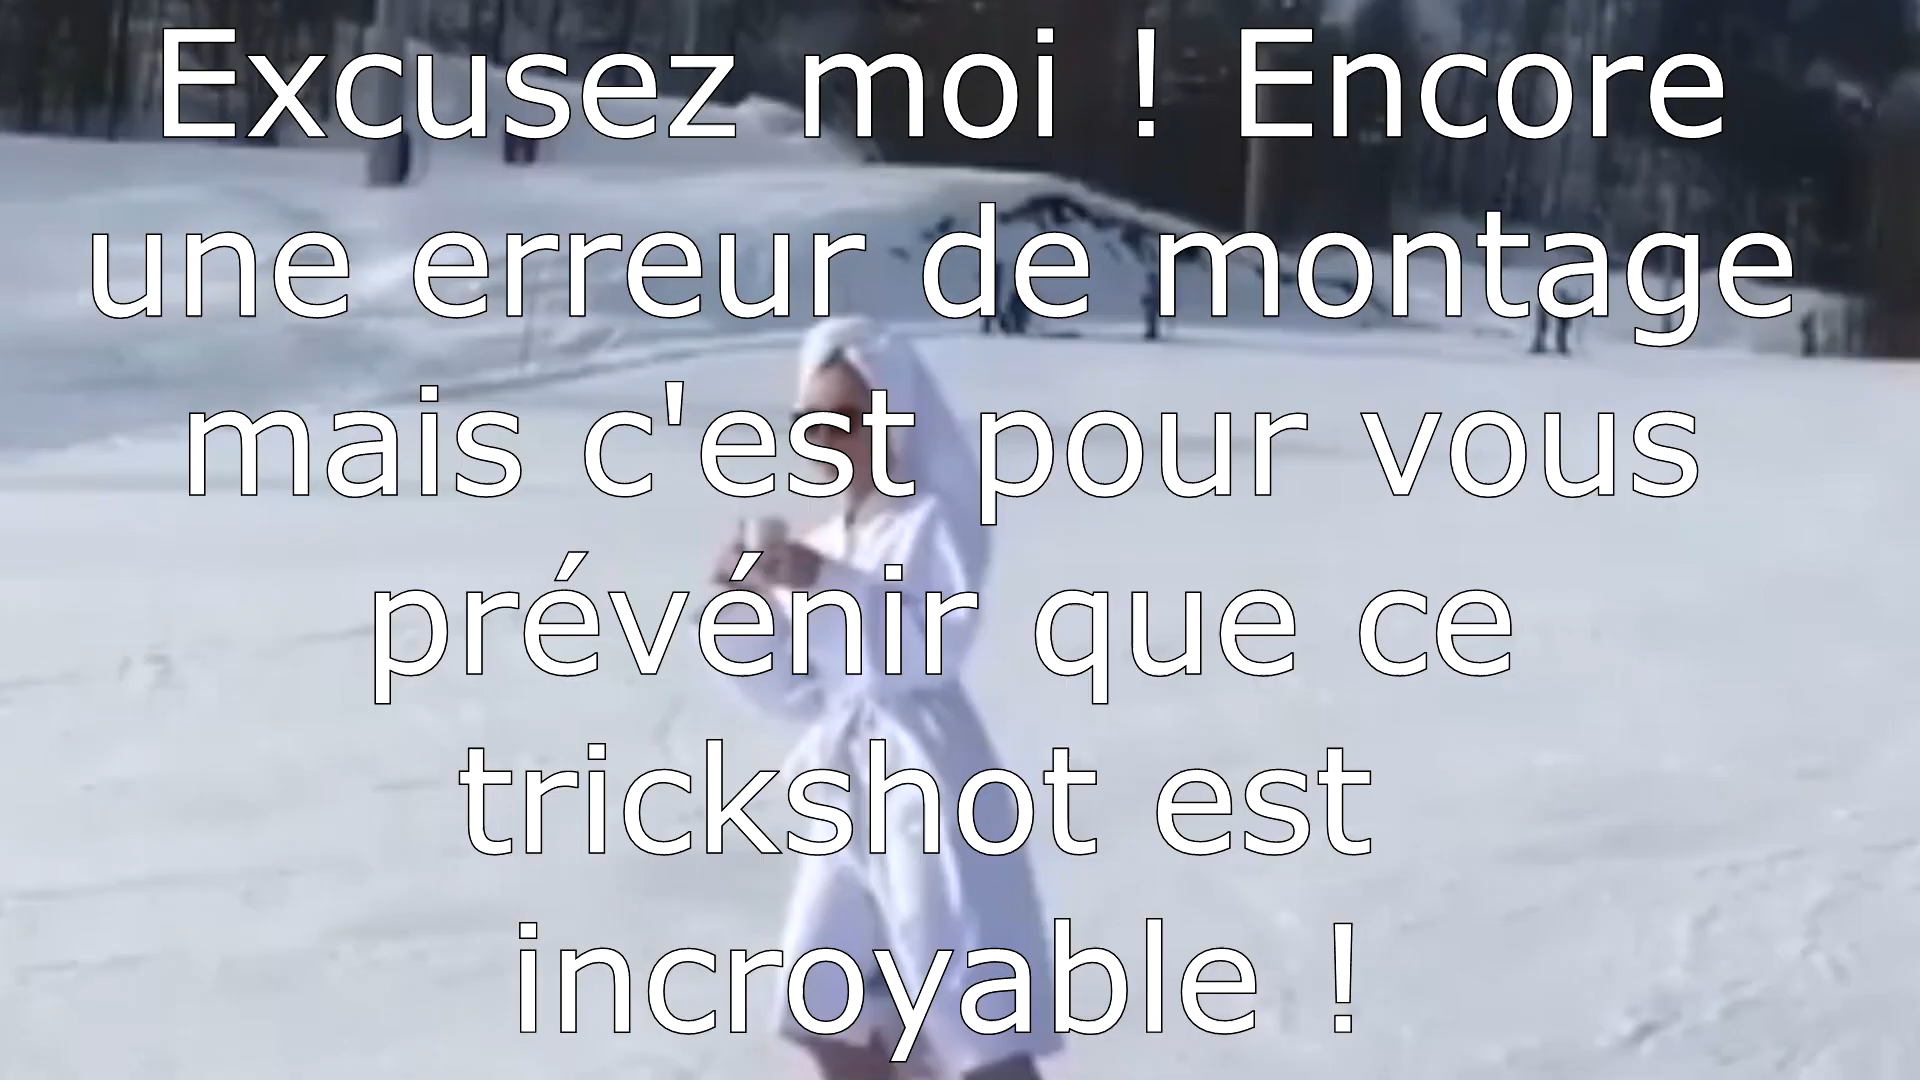 Excusez moi ! Encore
une erreur de montage
mais c'est pour vous
prévénir que ce
trickshot est
incroyable !